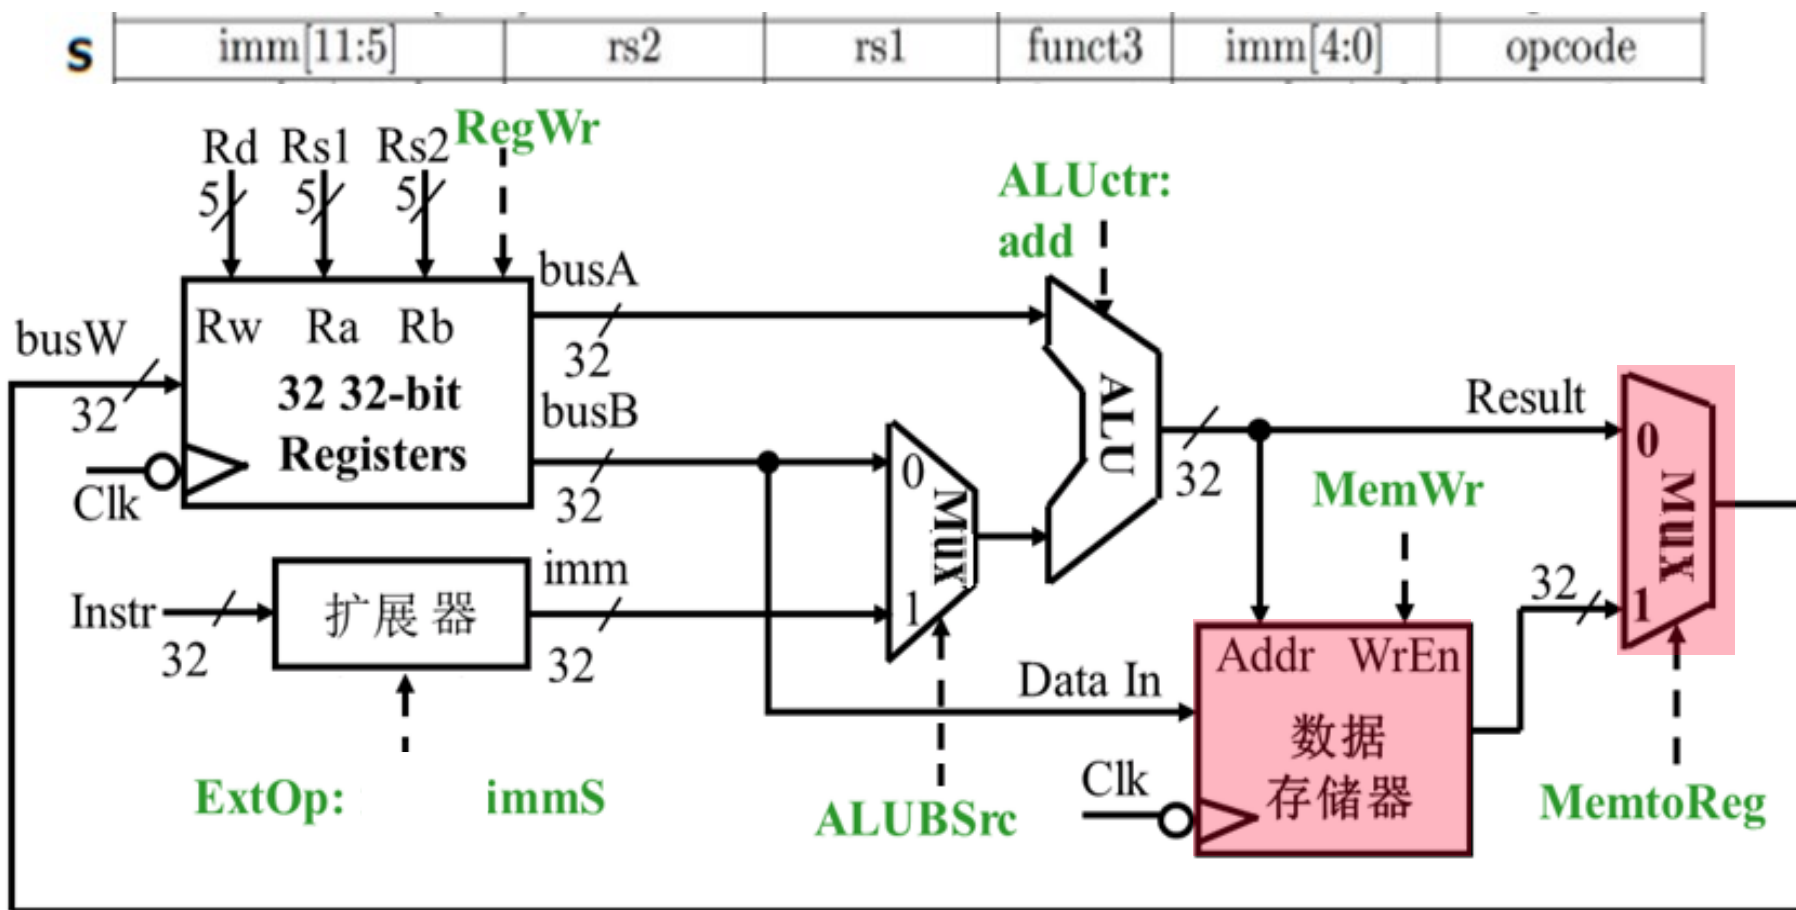 S imm[11:5] rs2 rs1 funct3 imm[4:0] opcode
Rd Rs1 Rs2 RegWr
5 5 5
ALUctr:
add
busA
32
busW
32
Rw Ra Rb
32 32-bit
Registers
Clk
busB
32
0
Mux
1
ALU
32
Result
0
Mux
1
MemWr
Instr
32
扩展器
imm
32
32
Addr WrEn
Data In
数据
存储器
Clk
ExtOp: immS
ALUBSrc
MemtoReg